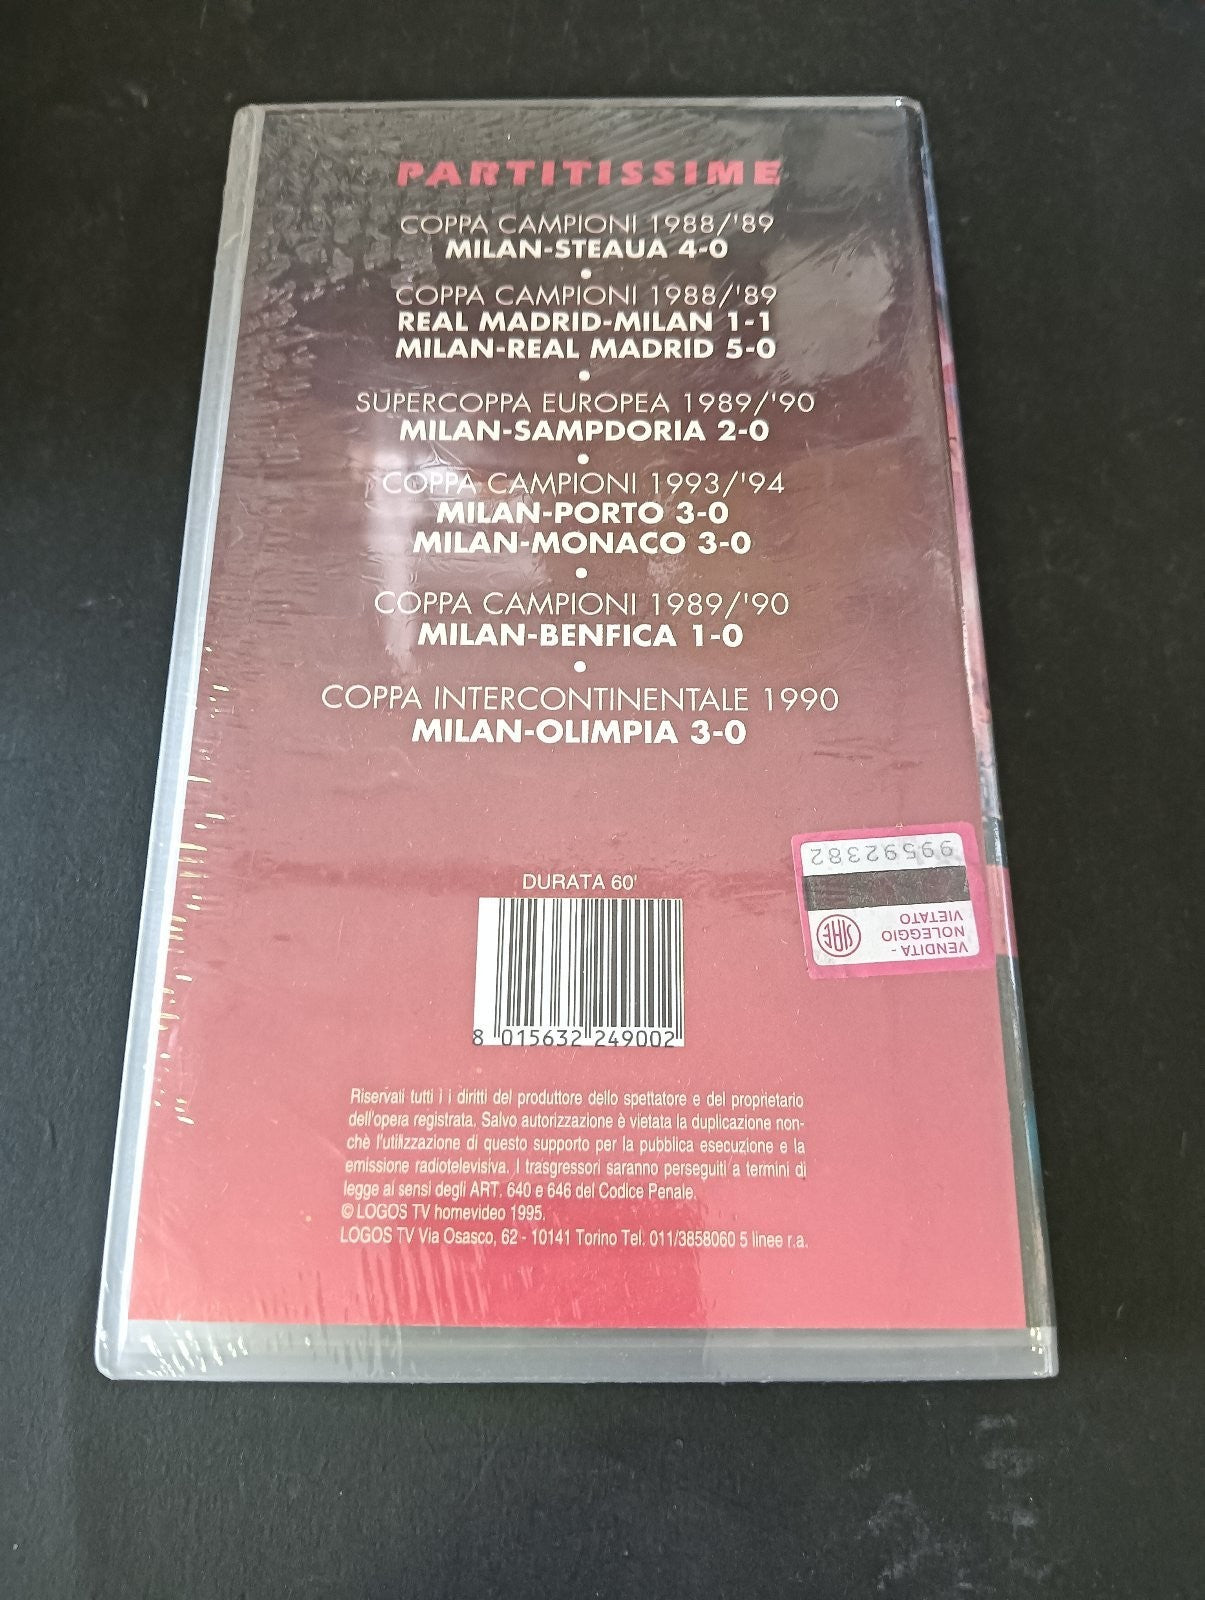 PARTITISSIME
COPPA CAMPIONI 1988/'89
MILAN-STEAUA 4-0
•
COPPA CAMPIONI 1988/'89
REAL MADRID-MILAN 1-1
MILAN-REAL MADRID 5-0
•
SUPERCOPPA EUROPEA 1989/'90
MILAN-SAMPDORIA 2-0
•
COPPA CAMPIONI 1993/'94
MILAN-PORTO 3-0
MILAN-MONACO 3-0
•
COPPA CAMPIONI 1989/'90
MILAN-BENFICA 1-0
•
COPPA INTERCONTINENTALE 1990
MILAN-OLIMPIA 3-0
VENDITA -
NOLEGGIO
VIETATO
SIAE
99592382
DURATA 60'
8 015632 249002
Riservati tutti i i diritti del produttore dello spettatore e del proprietario
dell'opera registrata. Salvo autorizzazione è vietata la duplicazione non-
chè l'utilizzazione di questo supporto per la pubblica esecuzione e la
emissione radiotelevisiva. I trasgressori saranno perseguiti a termini di
legge ai sensi degli ART. 640 e 646 del Codice Penale.
© LOGOS TV homevideo 1995.
LOGOS TV Via Osasco, 62 - 10141 Torino Tel. 011/3858060 5 linee r.a.